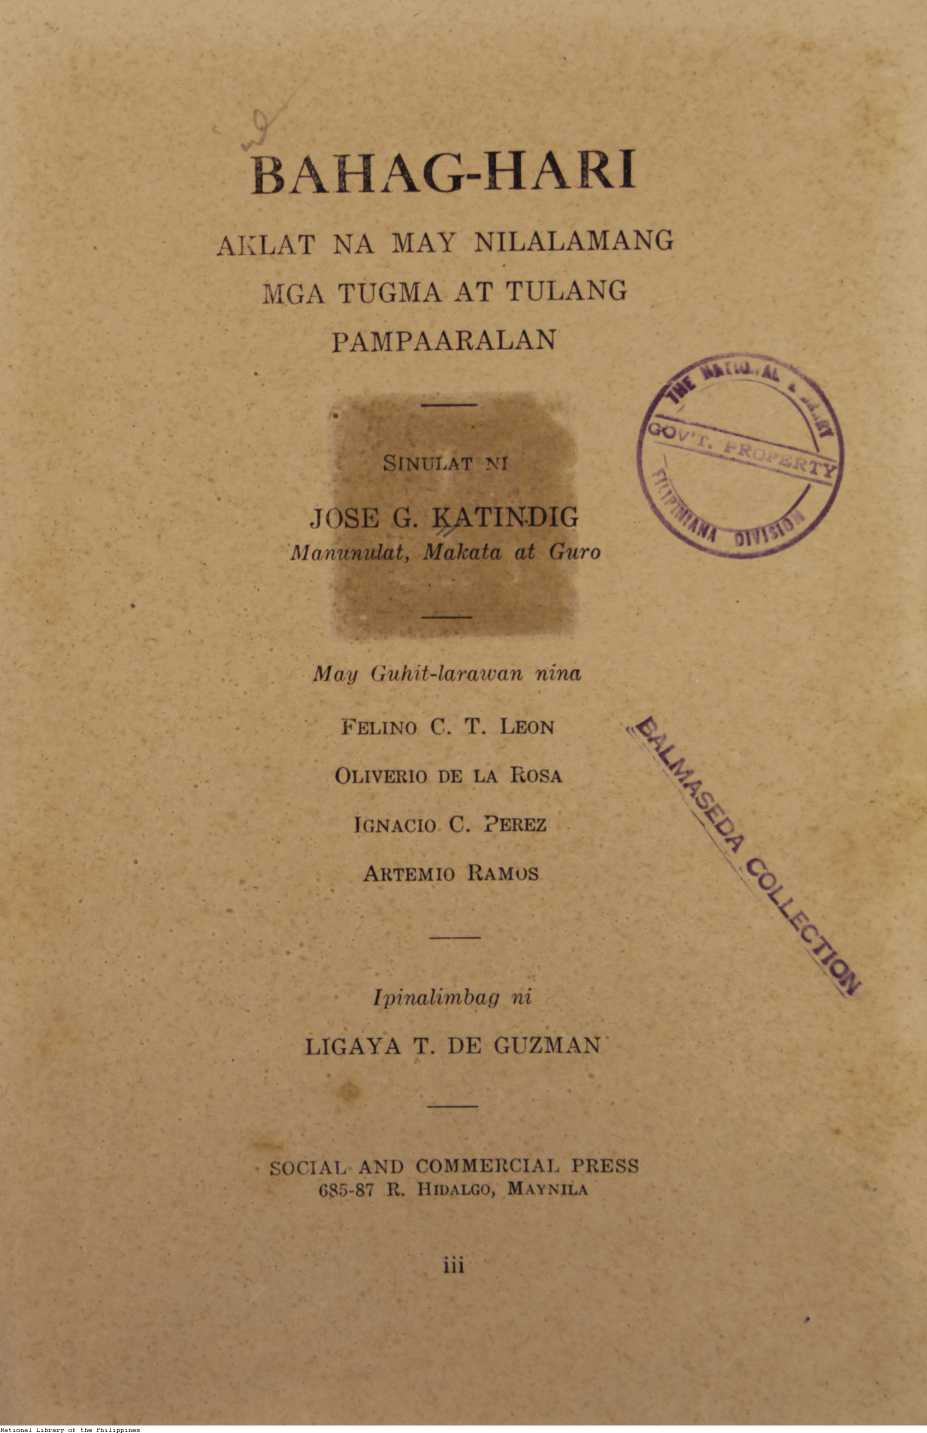 BAHAG-HARI
AKLAT NA MAY NILALAMANG
MGA TUGMA AT TULANG
PAMPAARALAN
SINULAT NI
JOSE G. KATINDIG
Manunulat, Makata at Guro
May Guhit-larawan nina
FELINO C. T. LEON
OLIVERIO DE LA ROSA
IGNACIO C. PEREZ
ARTEMIO RAMOS
Ipinalimbag ni
LIGAYA T. DE GUZMAN
SOCIAL AND COMMERCIAL PRESS
685-87 R. HIDALGO, MAYNILA
iii
THE NATIONAL LIBRARY
GOV'T. PROPERTY
FILIPINIANA DIVISION
BALMASEDA COLLECTION
National Library of the Philippines